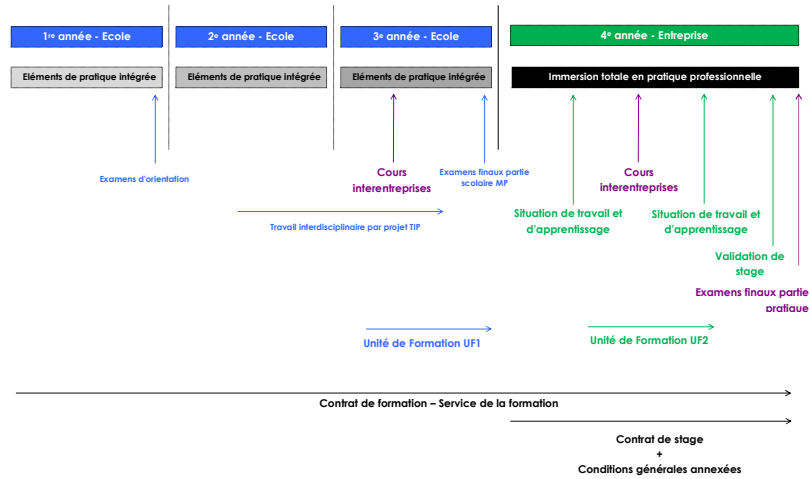 1re année - Ecole
2e année - Ecole
3e année - Ecole
4e année - Entreprise
Eléments de pratique intégrée
Eléments de pratique intégrée
Eléments de pratique intégrée
Immersion totale en pratique professionnelle
Examens d'orientation
Cours
interentreprises
Examens finaux partie
scolaire MP
Cours
interentreprises
Travail interdisciplinaire par projet TIP
Situation de travail et
d'apprentissage
Situation de travail et
d'apprentissage
Validation de
stage
Examens finaux partie
pratique
Unité de Formation UF1
Unité de Formation UF2
Contrat de formation – Service de la formation
Contrat de stage
+
Conditions générales annexées